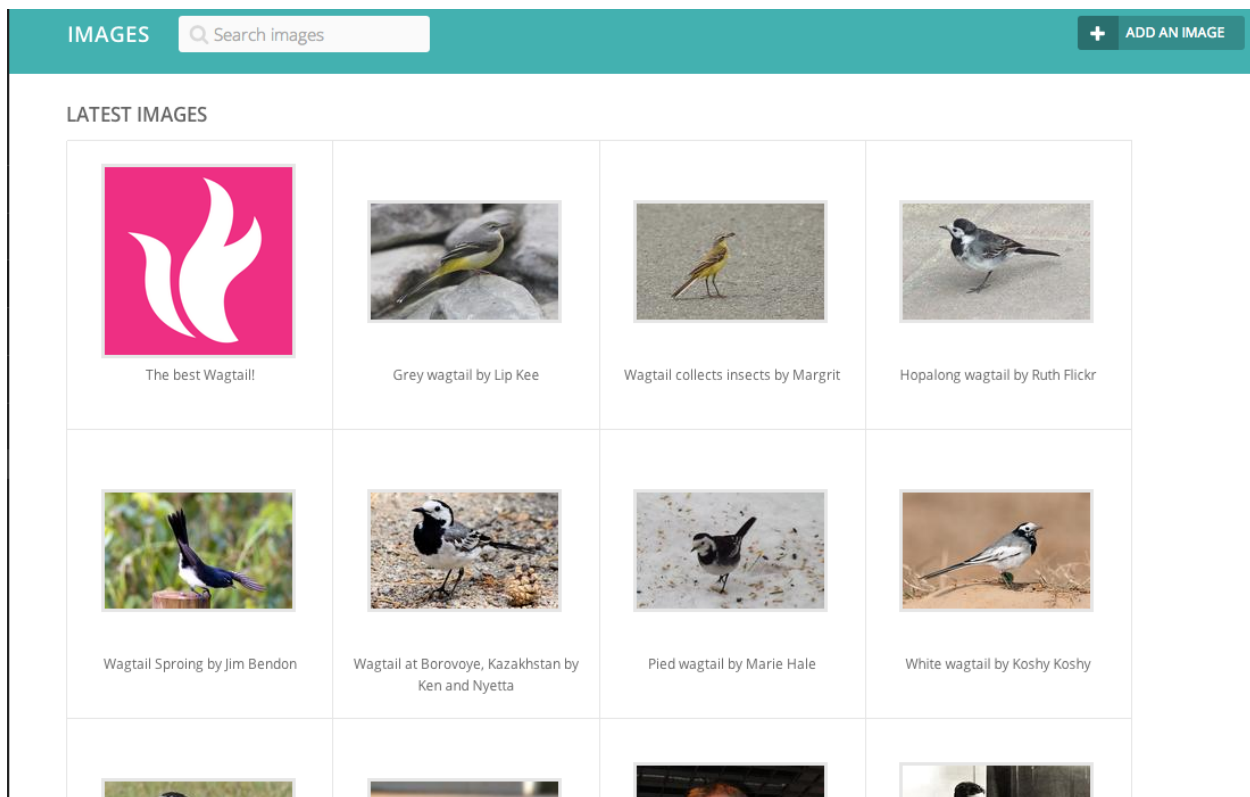 IMAGES
Search images
ADD AN IMAGE
LATEST IMAGES
The best Wagtail!
Grey wagtail by Lip Kee
Wagtail collects insects by Margrit
Hopalong wagtail by Ruth Flickr
Wagtail Sproing by Jim Bendon
Wagtail at Borovoye, Kazakhstan by
Ken and Nyetta
Pied wagtail by Marie Hale
White wagtail by Koshy Koshy